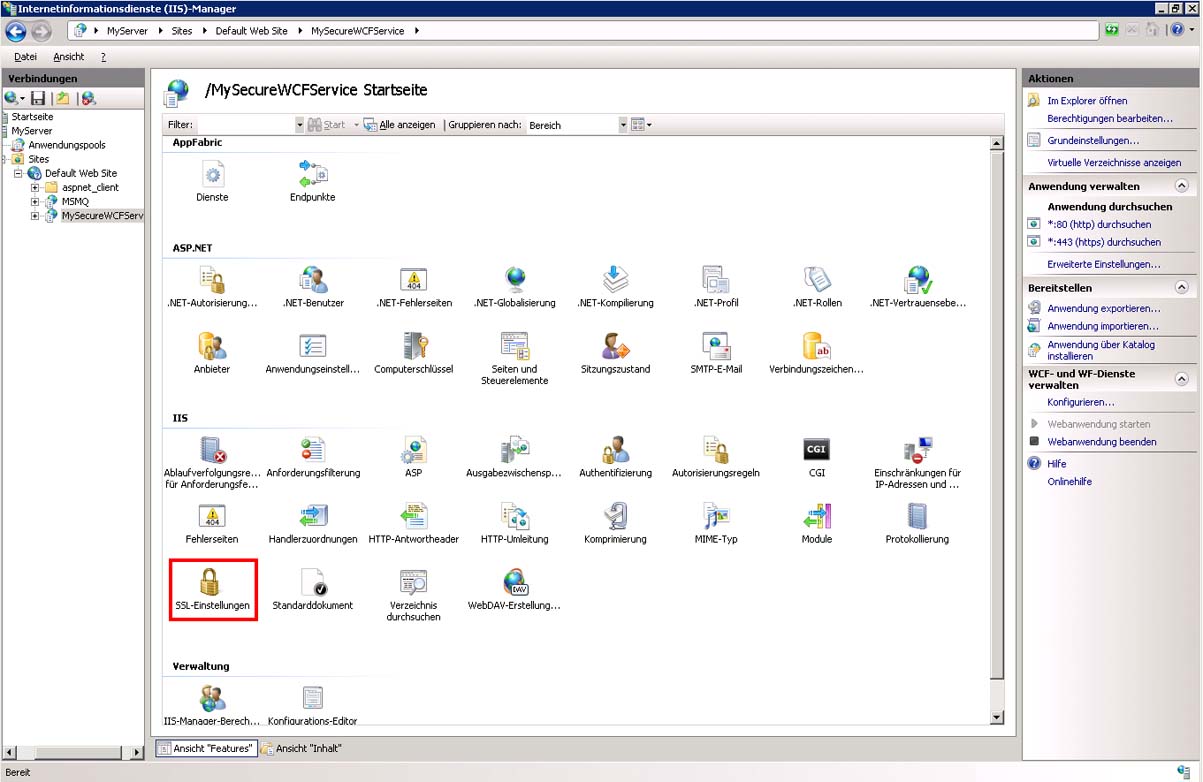 Internetinformationsdienste (IIS)-Manager
MyServer Sites Default Web Site MySecureWCFService
Datei Ansicht ?
Verbindungen
Startseite
MyServer
Anwendungspools
Sites
Default Web Site
aspnet_client
MSMQ
MySecureWCFServ
/MySecureWCFService Startseite
Filter: Start Alle anzeigen Gruppieren nach: Bereich
AppFabric
Dienste Endpunkte
ASP.NET
.NET-Autorisierung... .NET-Benutzer .NET-Fehlerseiten .NET-Globalisierung .NET-Kompilierung .NET-Profil .NET-Rollen .NET-Vertrauensebe...
Anbieter Anwendungseinstell... Computerschlüssel Seiten und Sitzungszustand SMTP-E-Mail Verbindungszeichen...
Steuerelemente
IIS
Ablaufverfolgungsre... Anforderungsfilterung ASP Ausgabezwischensp... Authentifizierung Autorisierungsregeln CGI Einschränkungen für
für Anforderungsfe... IP-Adressen und ...
Fehlerseiten Handlerzuordnungen HTTP-Antwortheader HTTP-Umleitung Komprimierung MIME-Typ Module Protokollierung
SSL-Einstellungen Standarddokument Verzeichnis WebDAV-Erstellung...
durchsuchen
Verwaltung
IIS-Manager-Berech... Konfigurations-Editor
Ansicht "Features" Ansicht "Inhalt"
Aktionen
Im Explorer öffnen
Berechtigungen bearbeiten...
Grundeinstellungen...
Virtuelle Verzeichnisse anzeigen
Anwendung verwalten
Anwendung durchsuchen
*:80 (http) durchsuchen
*:443 (https) durchsuchen
Erweiterte Einstellungen...
Bereitstellen
Anwendung exportieren...
Anwendung importieren...
Anwendung über Katalog
installieren
WCF- und WF-Dienste
verwalten
Konfigurieren...
Webanwendung starten
Webanwendung beenden
Hilfe
Onlinehilfe
Bereit